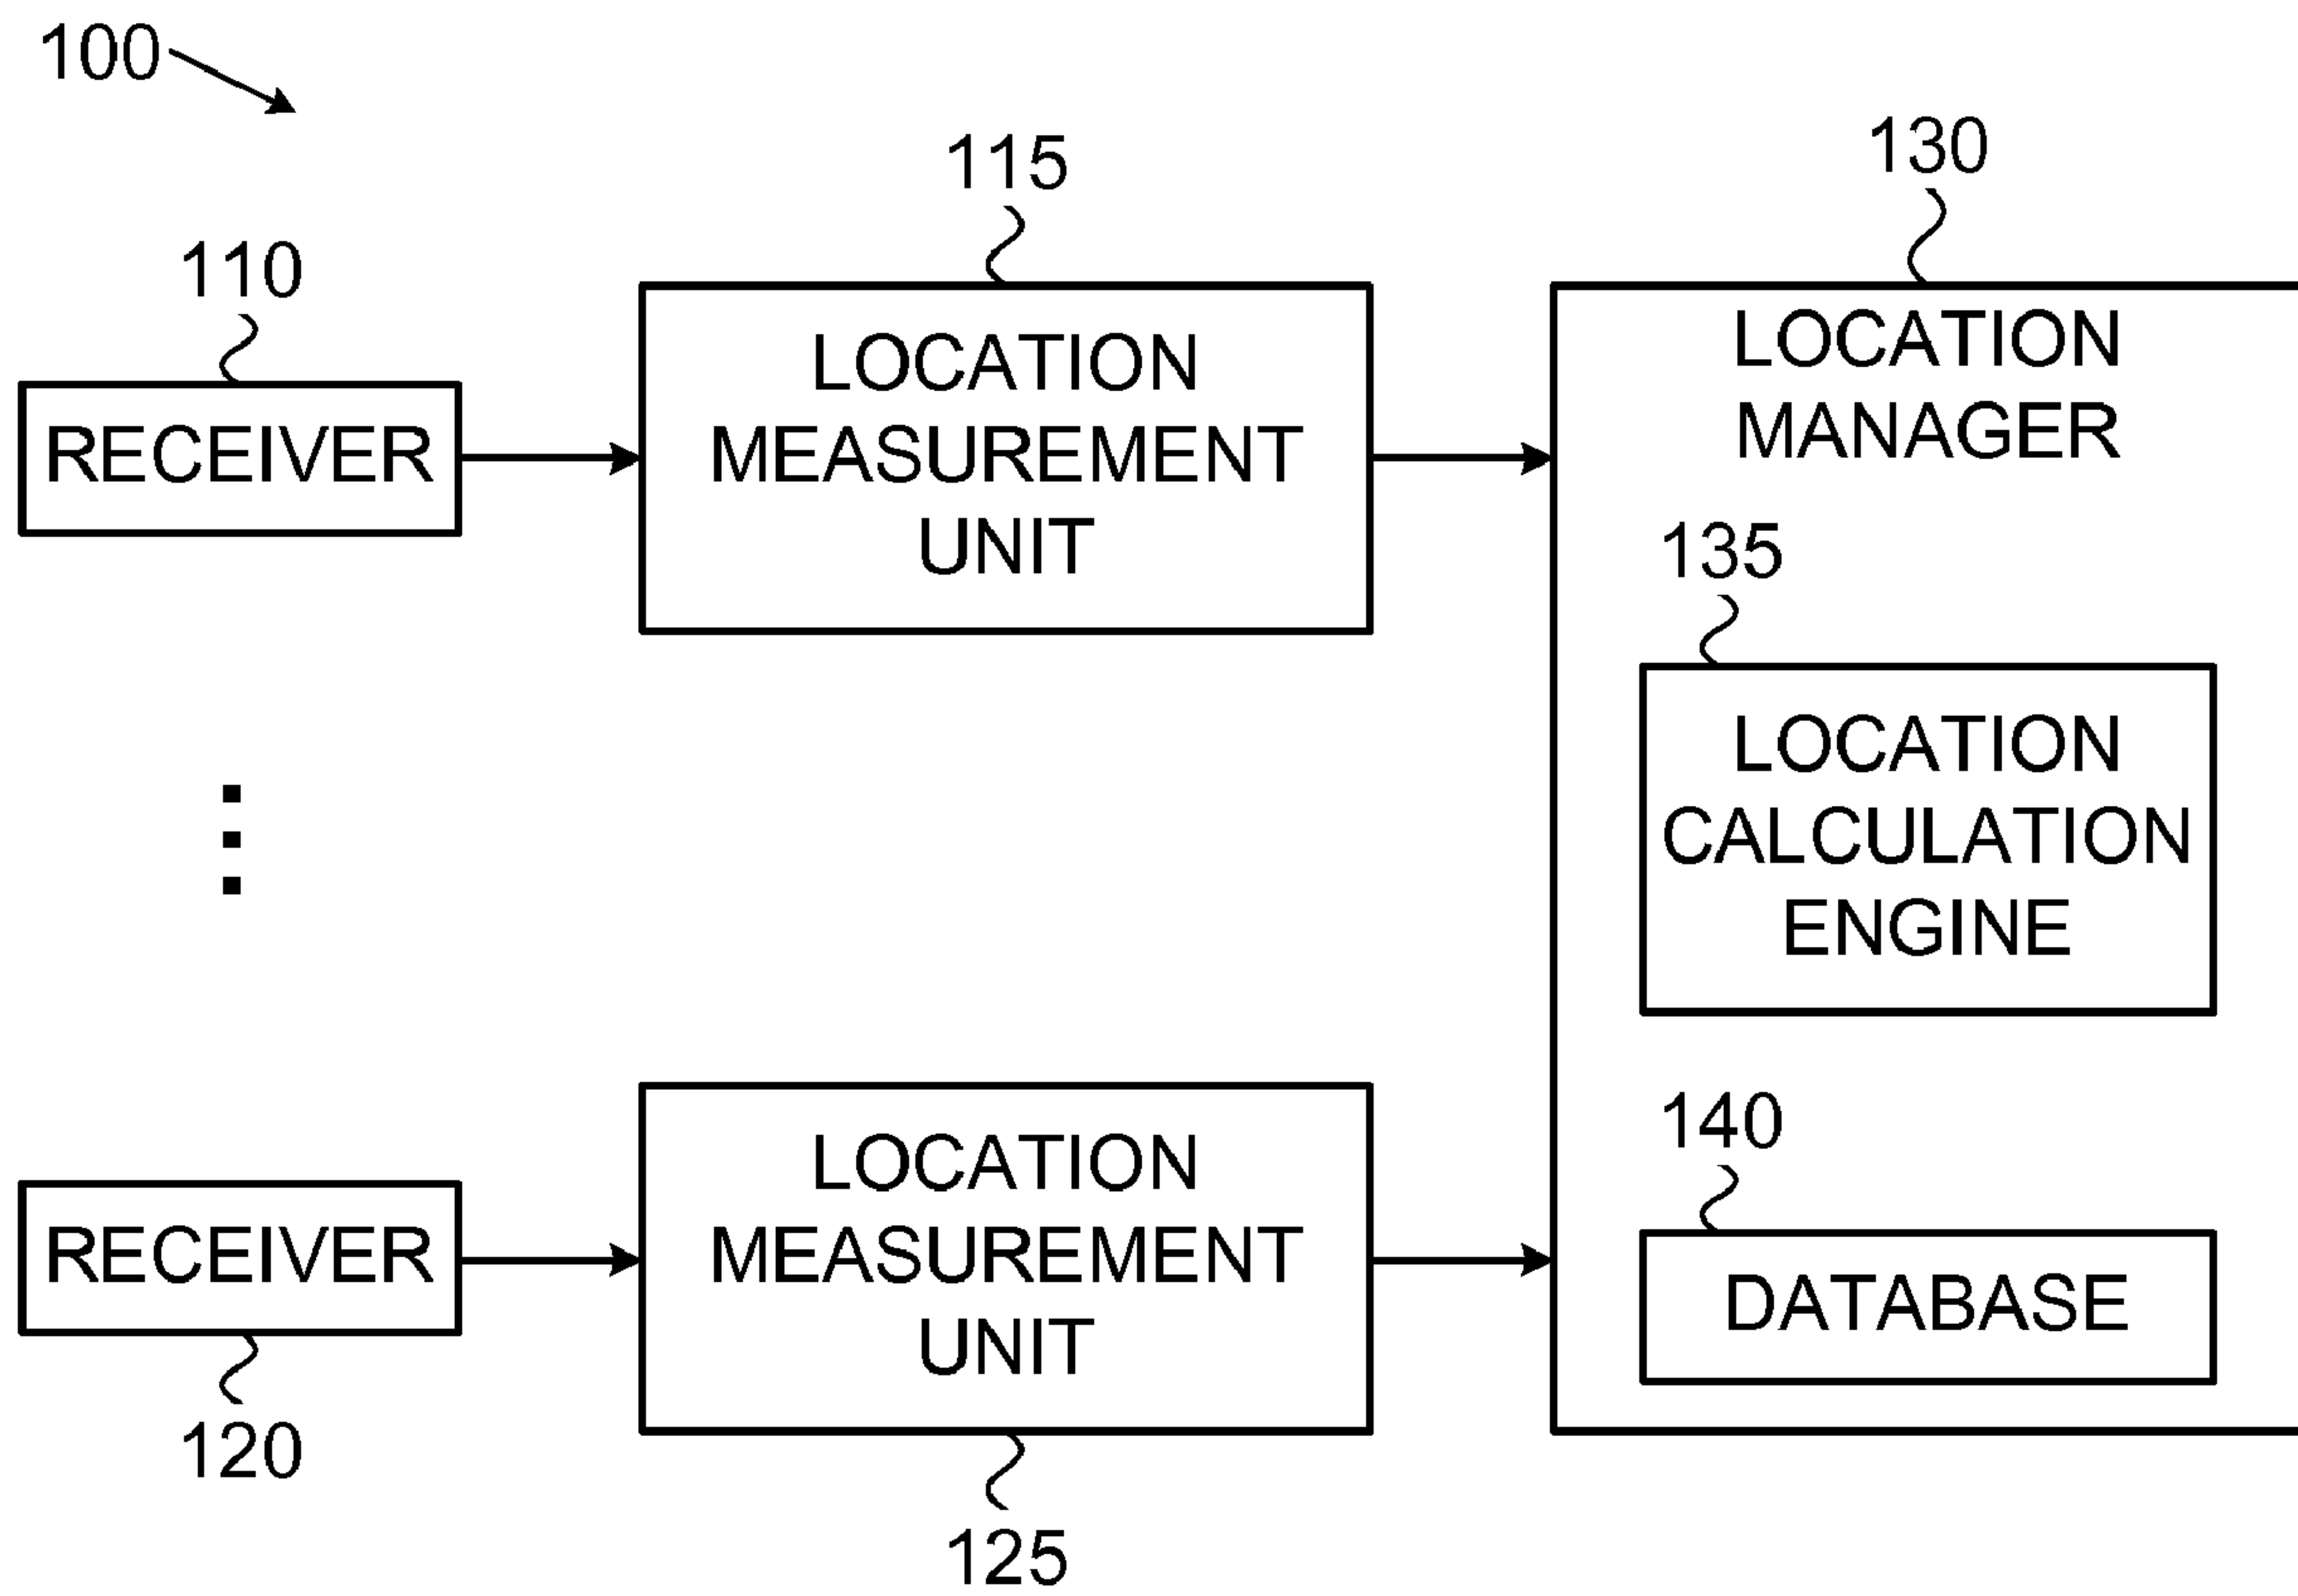 100
115
130
110
LOCATION
MEASUREMENT
UNIT
LOCATION
MANAGER
RECEIVER
135
LOCATION
CALCULATION
ENGINE
140
LOCATION
MEASUREMENT
UNIT
RECEIVER
DATABASE
120
125